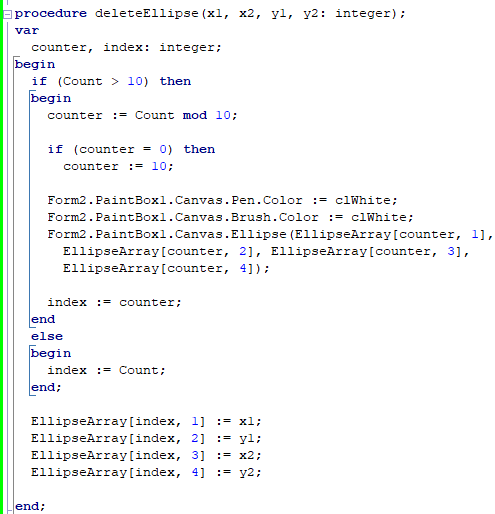 procedure deleteEllipse(x1, x2, y1, y2: integer);
var
  counter, index: integer;
begin
  if (Count > 10) then
  begin
    counter := Count mod 10;

    if (counter = 0) then
      counter := 10;

    Form2.PaintBox1.Canvas.Pen.Color := clWhite;
    Form2.PaintBox1.Canvas.Brush.Color := clWhite;
    Form2.PaintBox1.Canvas.Ellipse(EllipseArray[counter, 1],
      EllipseArray[counter, 2], EllipseArray[counter, 3],
      EllipseArray[counter, 4]);

    index := counter;
  end
  else
  begin
    index := Count;
  end;

  EllipseArray[index, 1] := x1;
  EllipseArray[index, 2] := y1;
  EllipseArray[index, 3] := x2;
  EllipseArray[index, 4] := y2;

end;